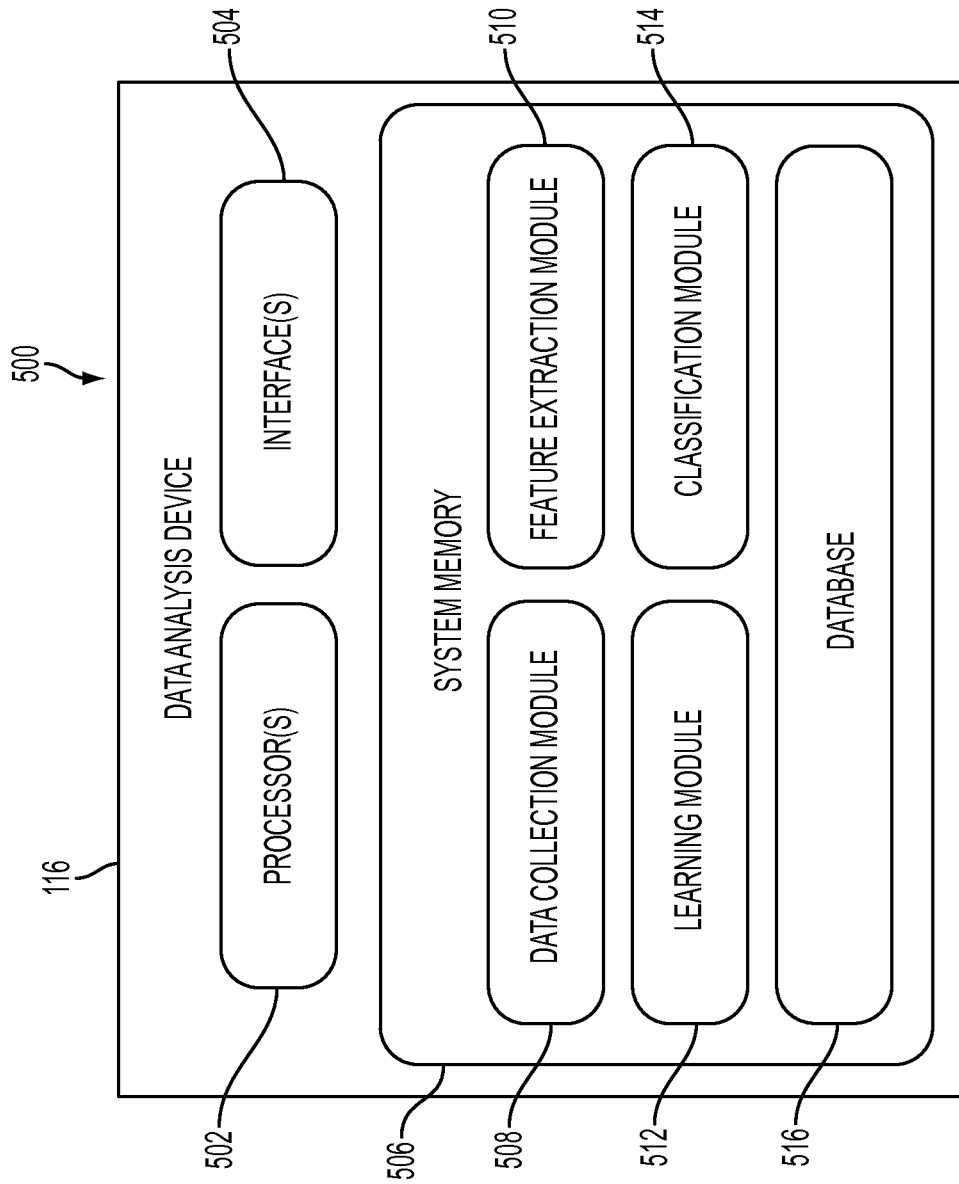 500
116
DATA ANALYSIS DEVICE
502
PROCESSOR(S)
INTERFACE(S)
504
506
SYSTEM MEMORY
508
DATA COLLECTION MODULE
FEATURE EXTRACTION MODULE
510
512
LEARNING MODULE
CLASSIFICATION MODULE
514
516
DATABASE